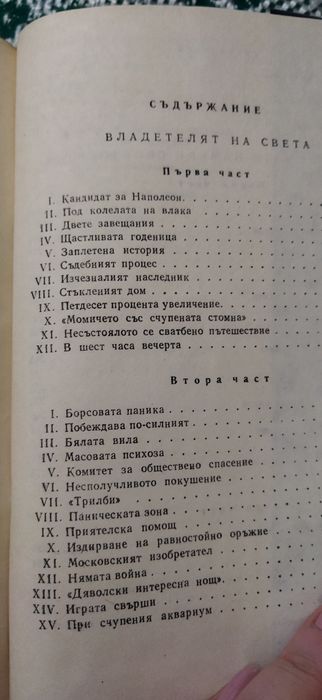 СЪДЪРЖАНИЕ
ВЛАДЕТЕЛЯТ НА СВЕТА
Първа част
I. Кандидат за Наполеон.
II. Под колелата на влака
III. Двете завещания
IV. Щастливата годеница
V. Заплетена история
VI. Съдебният процес
VII. Изчезналият наследник
VIII. Стъкленият дом
IX. Петдесет процента увеличение.
X. «Момичето със счупената стомна»
XI. Несъстоялото се сватбено пътешествие
XII. В шест часа вечерта
Втора част
I. Борсовата паника
II. Побеждава по-силният
III. Бялата вила
IV. Масовата психоза
V. Комитет за обществено спасение
VI. Несполучливото покушение
VII. «Трилби»
VIII. Паническата зона
IX. Приятелска помощ
X. Издирване на равностойно оръжие
XI. Московският изобретател
XII. Нямата война
XIII. «Дяволски интересна нощ».
XIV. Играта свърши
XV. При счупения аквариум